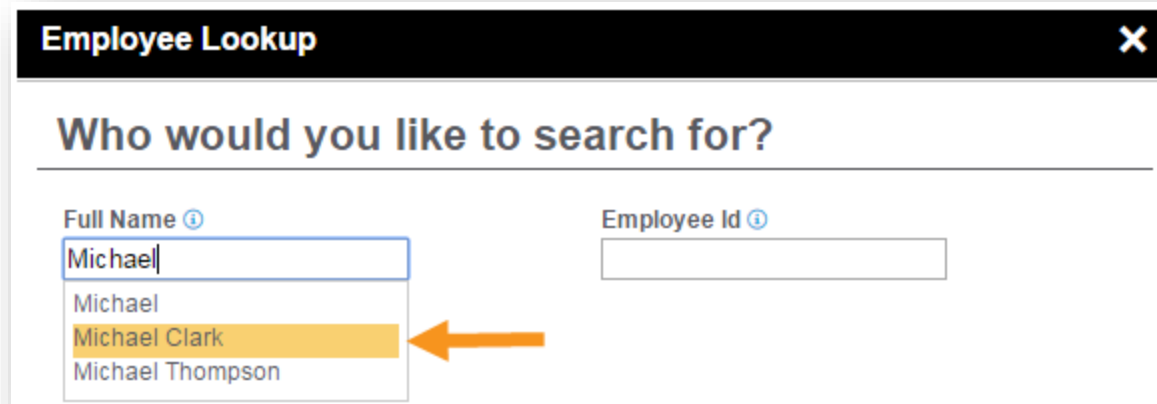 Employee Lookup
Who would you like to search for?
Full Name
Employee Id
Michael
Michael
Michael Clark
Michael Thompson